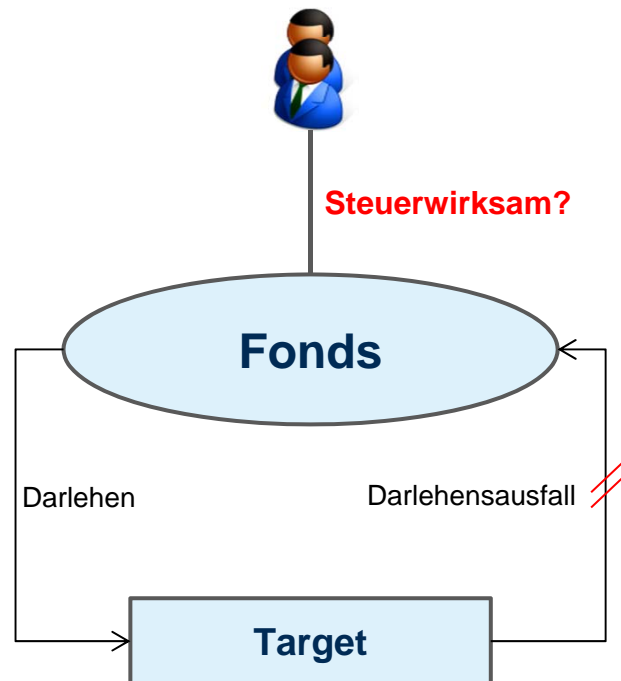 Steuerwirksam?
Fonds
Darlehen
Darlehensausfall
Target